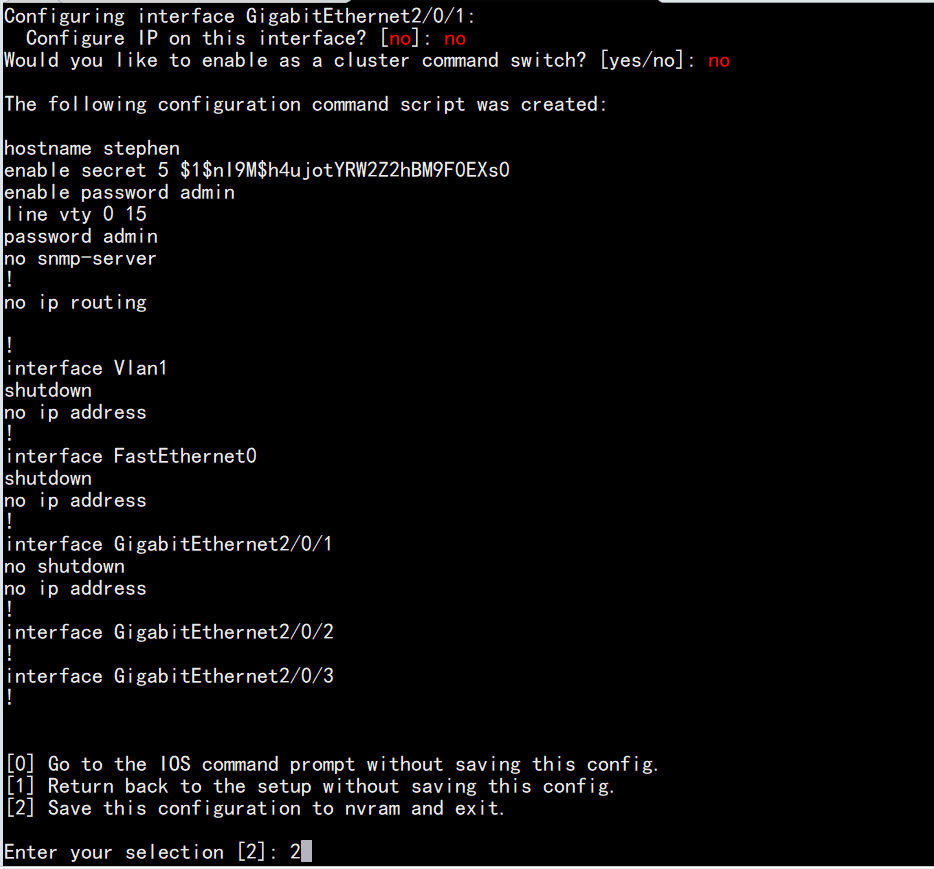 Configuring interface GigabitEthernet2/0/1:
Configure IP on this interface? [no]: no
Would you like to enable as a cluster command switch? [yes/no]: no
The following configuration command script was created:
hostname stephen
enable secret 5 $1$nI9M$h4ujotYRW2Z2hBM9F0EXs0
enable password admin
line vty 0 15
password admin
no snmp-server
!
no ip routing
!
interface Vlan1
shutdown
no ip address
!
interface FastEthernet0
shutdown
no ip address
!
interface GigabitEthernet2/0/1
no shutdown
no ip address
!
interface GigabitEthernet2/0/2
!
interface GigabitEthernet2/0/3
!
[0] Go to the IOS command prompt without saving this config.
[1] Return back to the setup without saving this config.
[2] Save this configuration to nvram and exit.
Enter your selection [2]: 2